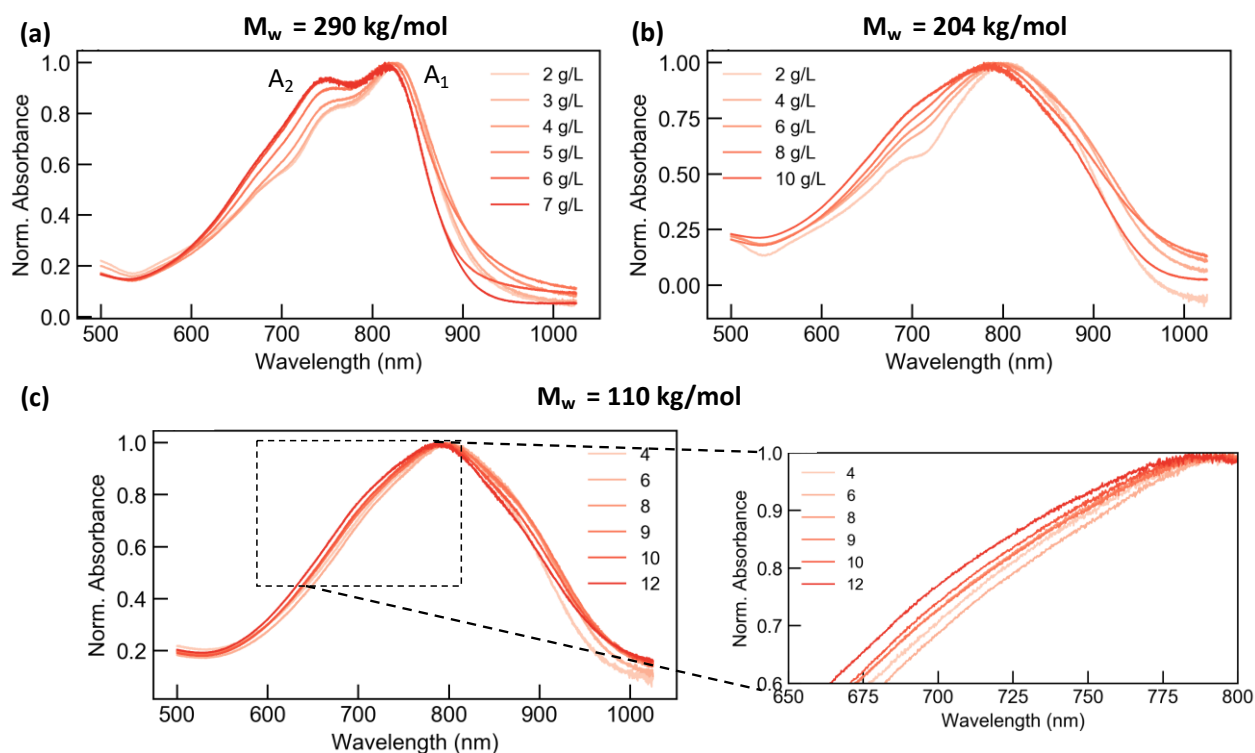 (a)
M_w = 290 kg/mol
Norm. Absorbance
1.0
0.8
0.6
0.4
0.2
0.0
A_2
A_1
2 g/L
3 g/L
4 g/L
5 g/L
6 g/L
7 g/L
500 600 700 800 900 1000
Wavelength (nm)
(b)
M_w = 204 kg/mol
Norm. Absorbance
1.00
0.75
0.50
0.25
0.00
2 g/L
4 g/L
6 g/L
8 g/L
10 g/L
500 600 700 800 900 1000
Wavelength (nm)
(c)
M_w = 110 kg/mol
Norm. Absorbance
1.0
0.8
0.6
0.4
0.2
4
6
8
9
10
12
500 600 700 800 900 1000
Wavelength (nm)
Norm. Absorbance
1.0
0.9
0.8
0.7
0.6
4
6
8
9
10
12
650 675 700 725 750 775 800
Wavelength (nm)